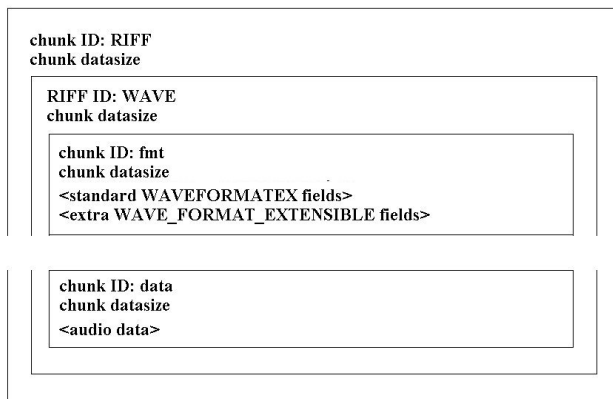 chunk ID: RIFF
chunk datasize
RIFF ID: WAVE
chunk datasize
chunk ID: fmt
chunk datasize
<standard WAVEFORMATEX fields>
<extra WAVE_FORMAT_EXTENSIBLE fields>
chunk ID: data
chunk datasize
<audio data>